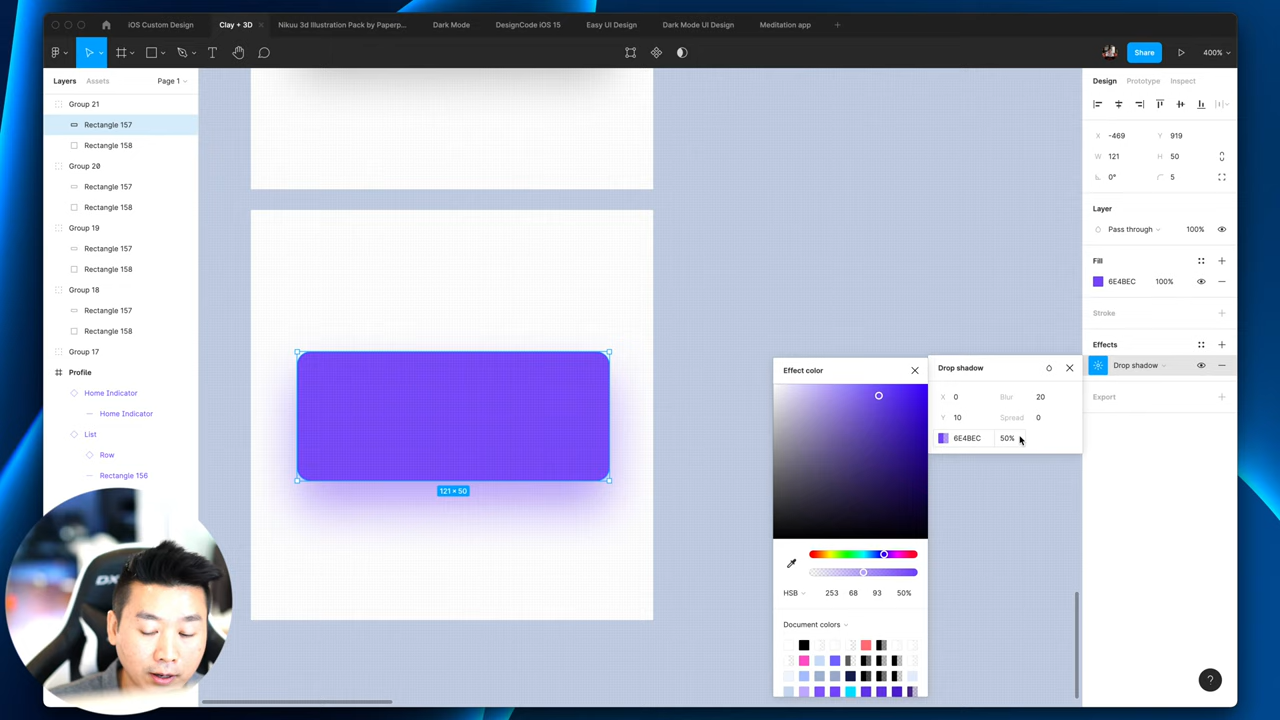 iOS Custom Design
Clay + 3D
Nikuu 3d Illustration Pack by Paperp...
Dark Mode
DesignCode iOS 15
Easy UI Design
Dark Mode UI Design
Meditation app
T
Share
400%
Layers
Assets
Page 1
Design
Prototype
Inspect
Group 21
Rectangle 157
Rectangle 158
Group 20
Rectangle 157
Rectangle 158
Group 19
Rectangle 157
Rectangle 158
Group 18
Rectangle 157
Rectangle 158
Group 17
Profile
Home Indicator
Home Indicator
List
Row
Rectangle 156
121 × 50
Effect color
HSB
253
68
93
50%
Document colors
Drop shadow
X 0
Blur 20
Y 10
Spread 0
6E4BEC
50%
X -469
Y 919
W 121
H 50
0°
5
Layer
Pass through
100%
Fill
6E4BEC
100%
Stroke
Effects
Drop shadow
Export
?